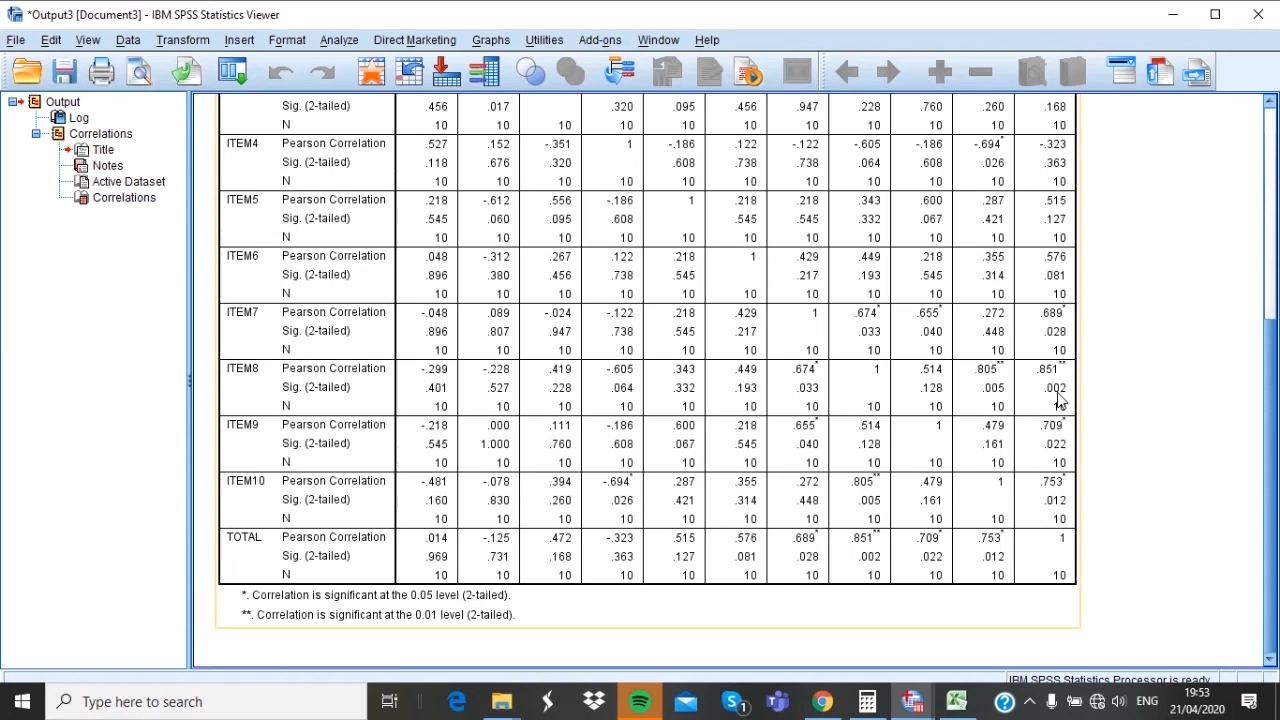 *Output3 [Document3] - IBM SPSS Statistics Viewer
File Edit View Data Transform Insert Format Analyze Direct Marketing Graphs Utilities Add-ons Window Help
Output
Log
Correlations
Title
Notes
Active Dataset
Correlations
Sig. (2-tailed) .456 .017 .320 .095 .456 .947 .228 .760 .260 .168
N 10 10 10 10 10 10 10 10 10 10 10
ITEM4 Pearson Correlation .527 .152 -.351 1 -.186 .122 -.122 -.605 -.186 -.694* -.323
Sig. (2-tailed) .118 .676 .320 .608 .738 .738 .064 .608 .026 .363
N 10 10 10 10 10 10 10 10 10 10 10
ITEM5 Pearson Correlation .218 -.612 .556 -.186 1 .218 .218 .343 .600 .287 .515
Sig. (2-tailed) .545 .060 .095 .608 .545 .545 .332 .067 .421 .127
N 10 10 10 10 10 10 10 10 10 10 10
ITEM6 Pearson Correlation .048 -.312 .267 .122 .218 1 .429 .449 .218 .355 .576
Sig. (2-tailed) .896 .380 .456 .738 .545 .217 .193 .545 .314 .081
N 10 10 10 10 10 10 10 10 10 10 10
ITEM7 Pearson Correlation -.048 .089 -.024 -.122 .218 .429 1 .674* .655* .272 .689*
Sig. (2-tailed) .896 .807 .947 .738 .545 .217 .033 .040 .448 .028
N 10 10 10 10 10 10 10 10 10 10 10
ITEM8 Pearson Correlation -.299 -.228 .419 -.605 .343 .449 .674* 1 .514 .805** .851**
Sig. (2-tailed) .401 .527 .228 .064 .332 .193 .033 .128 .005 .002
N 10 10 10 10 10 10 10 10 10 10 10
ITEM9 Pearson Correlation -.218 .000 .111 -.186 .600 .218 .655* .514 1 .479 .709*
Sig. (2-tailed) .545 1.000 .760 .608 .067 .545 .040 .128 .161 .022
N 10 10 10 10 10 10 10 10 10 10 10
ITEM10 Pearson Correlation -.481 -.078 .394 -.694* .287 .355 .272 .805** .479 1 .753*
Sig. (2-tailed) .160 .830 .260 .026 .421 .314 .448 .005 .161 .012
N 10 10 10 10 10 10 10 10 10 10 10
TOTAL Pearson Correlation .014 -.125 .472 -.323 .515 .576 .689* .851** .709* .753* 1
Sig. (2-tailed) .969 .731 .168 .363 .127 .081 .028 .002 .022 .012
N 10 10 10 10 10 10 10 10 10 10 10
*. Correlation is significant at the 0.05 level (2-tailed).
**. Correlation is significant at the 0.01 level (2-tailed).
IBM SPSS Statistics Processor is ready
Type here to search
ENG
19:53
21/04/2020
1